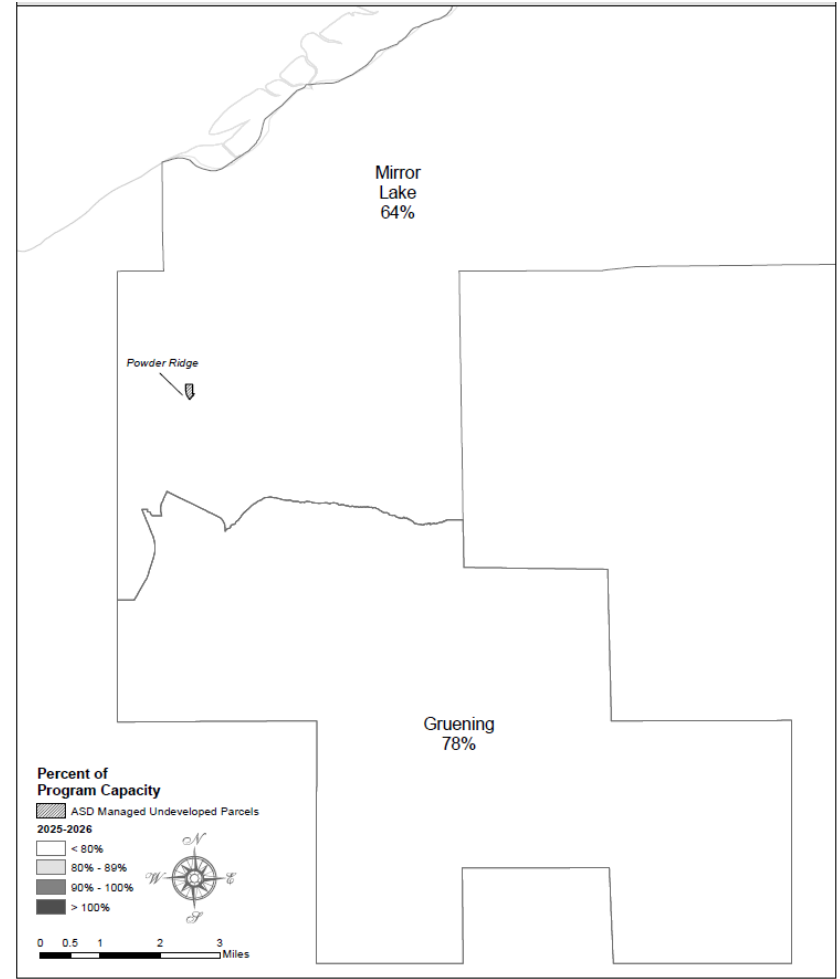 Mirror
Lake
64%
Powder Ridge
Gruening
78%
Percent of
Program Capacity
ASD Managed Undeveloped Parcels
2025-2026
< 80%
80% - 89%
90% - 100%
> 100%
N
W
E
S
0 0.5 1 2 3
Miles